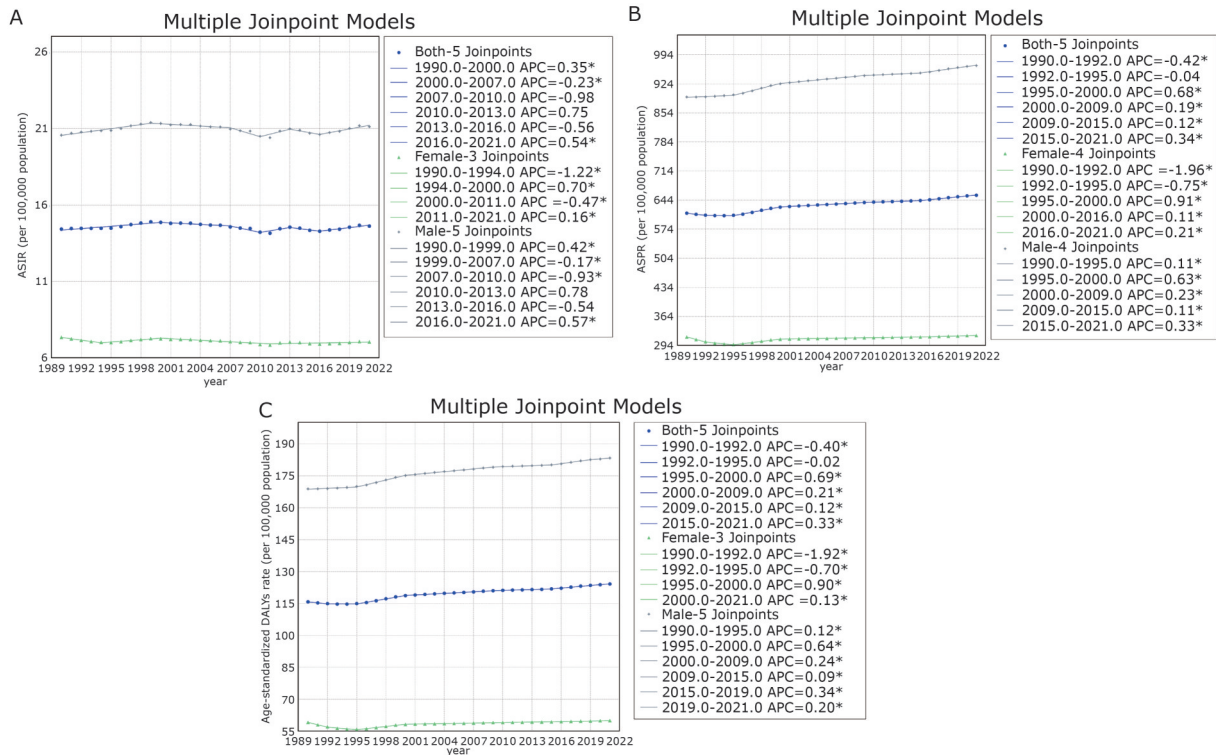 A
Multiple Joinpoint Models
ASIR (per 100,000 population)
26
21
16
11
6
1989 1992 1995 1998 2001 2004 2007 2010 2013 2016 2019 2022
year
Both-5 Joinpoints
1990.0-2000.0 APC=0.35*
2000.0-2007.0 APC=-0.23*
2007.0-2010.0 APC=-0.98
2010.0-2013.0 APC=0.75
2013.0-2016.0 APC=-0.56
2016.0-2021.0 APC=0.54*
Female-3 Joinpoints
1990.0-1994.0 APC=-1.22*
1994.0-2000.0 APC=0.70*
2000.0-2011.0 APC =-0.47*
2011.0-2021.0 APC=0.16*
Male-5 Joinpoints
1990.0-1999.0 APC=0.42*
1999.0-2007.0 APC=-0.17*
2007.0-2010.0 APC=-0.93*
2010.0-2013.0 APC=0.78
2013.0-2016.0 APC=-0.54
2016.0-2021.0 APC=0.57*
B
Multiple Joinpoint Models
ASPR (per 100,000 population)
994
924
854
784
714
644
574
504
434
364
294
1989 1992 1995 1998 2001 2004 2007 2010 2013 2016 2019 2022
year
Both-5 Joinpoints
1990.0-1992.0 APC=-0.42*
1992.0-1995.0 APC=-0.04
1995.0-2000.0 APC=0.68*
2000.0-2009.0 APC=0.19*
2009.0-2015.0 APC=0.12*
2015.0-2021.0 APC=0.34*
Female-4 Joinpoints
1990.0-1992.0 APC =-1.96*
1992.0-1995.0 APC=-0.75*
1995.0-2000.0 APC=0.91*
2000.0-2016.0 APC=0.11*
2016.0-2021.0 APC=0.21*
Male-4 Joinpoints
1990.0-1995.0 APC=0.11*
1995.0-2000.0 APC=0.63*
2000.0-2009.0 APC=0.23*
2009.0-2015.0 APC=0.11*
2015.0-2021.0 APC=0.33*
C
Multiple Joinpoint Models
Age-standardized DALYs rate (per 100,000 population)
190
175
160
145
130
115
100
85
70
55
1989 1992 1995 1998 2001 2004 2007 2010 2013 2016 2019 2022
year
Both-5 Joinpoints
1990.0-1992.0 APC=-0.40*
1992.0-1995.0 APC=-0.02
1995.0-2000.0 APC=0.69*
2000.0-2009.0 APC=0.21*
2009.0-2015.0 APC=0.12*
2015.0-2021.0 APC=0.33*
Female-3 Joinpoints
1990.0-1992.0 APC=-1.92*
1992.0-1995.0 APC=-0.70*
1995.0-2000.0 APC=0.90*
2000.0-2021.0 APC =0.13*
Male-5 Joinpoints
1990.0-1995.0 APC=0.12*
1995.0-2000.0 APC=0.64*
2000.0-2009.0 APC=0.24*
2009.0-2015.0 APC=0.09*
2015.0-2019.0 APC=0.34*
2019.0-2021.0 APC=0.20*